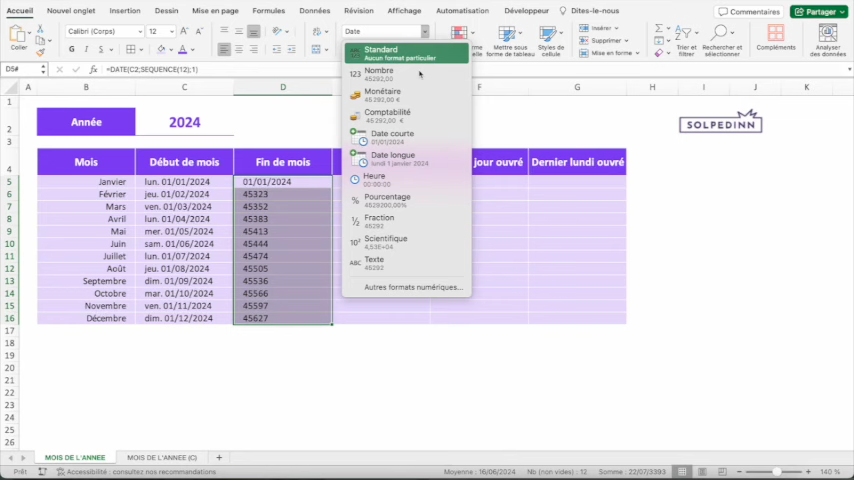 Accueil Nouvel onglet Insertion Dessin Mise en page Formules Données Révision Affichage Automatisation Développeur Dites-le-nous Commentaires Partager
Coller Calibri (Corps) 12 Date Insérer
G I S Supprimer
Mettre sous forme de tableau Styles de cellules Mise en forme Trier et filtrer Rechercher et sélectionner Compléments Analyser des données
D5# fx =DATE(C2;SEQUENCE(12);1)
A B C D F G H I J K
Année 2024
SOLPEDINN
Mois Début de mois Fin de mois jour ouvré Dernier lundi ouvré
1
2
3
4
5 Janvier lun. 01/01/2024 01/01/2024
6 Février jeu. 01/02/2024 45323
7 Mars ven. 01/03/2024 45352
8 Avril lun. 01/04/2024 45383
9 Mai mer. 01/05/2024 45413
10 Juin sam. 01/06/2024 45444
11 Juillet lun. 01/07/2024 45474
12 Août jeu. 01/08/2024 45505
13 Septembre dim. 01/09/2024 45536
14 Octobre mar. 01/10/2024 45566
15 Novembre ven. 01/11/2024 45597
16 Décembre dim. 01/12/2024 45627
17
18
19
20
21
22
23
24
25
26
ABC 123 Standard
Aucun format particulier
123 Nombre
45292,00
Monétaire
45 292,00 €
Comptabilité
45 292,00 €
Date courte
01/01/2024
Date longue
lundi 1 janvier 2024
Heure
00:00:00
% Pourcentage
4529200,00%
½ Fraction
45292
10² Scientifique
4,53E+04
ABC Texte
45292
Autres formats numériques...
MOIS DE L'ANNEE MOIS DE L'ANNEE (C) +
Prêt Accessibilité : consultez nos recommandations Moyenne : 16/06/2024 Nb (non vides) : 12 Somme : 22/07/3393 140 %